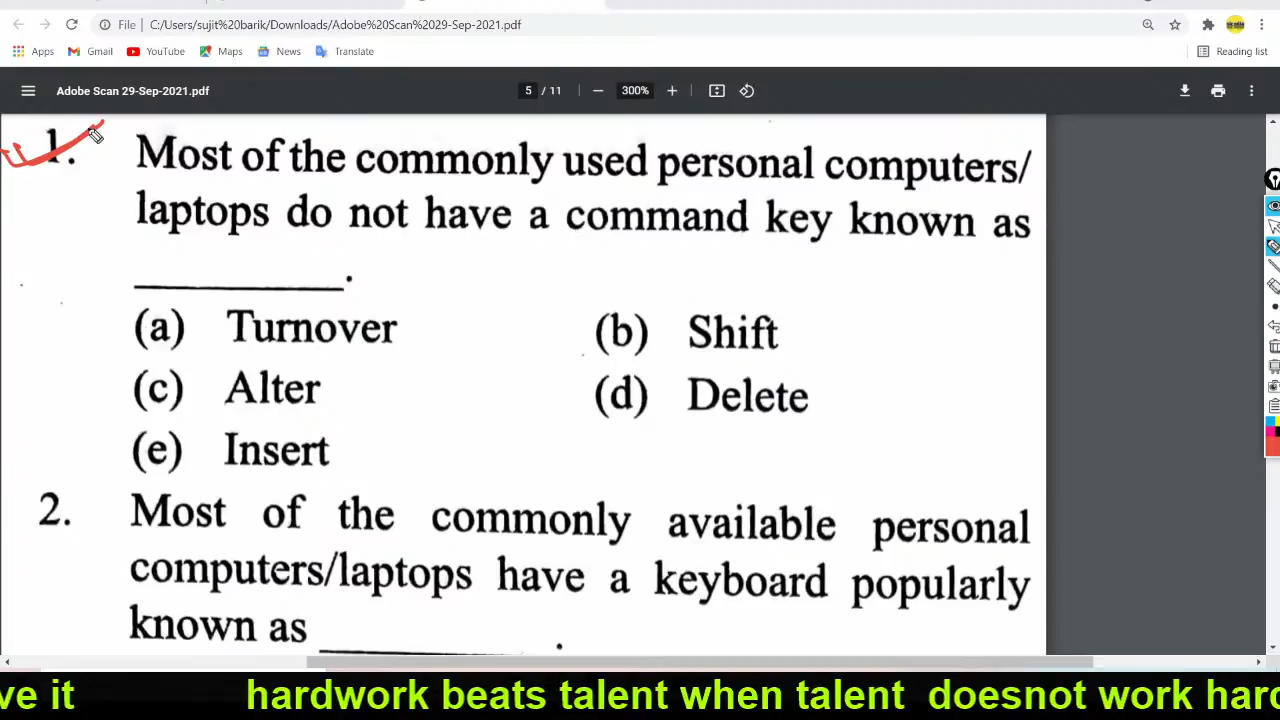 File | C:/Users/sujit%20barik/Downloads/Adobe%20Scan%2029-Sep-2021.pdf
Apps Gmail YouTube Maps News Translate Reading list
Adobe Scan 29-Sep-2021.pdf 5 / 11 300%
1. Most of the commonly used personal computers/
laptops do not have a command key known as
____________.
(a) Turnover (b) Shift
(c) Alter (d) Delete
(e) Insert
2. Most of the commonly available personal
computers/laptops have a keyboard popularly
known as ____________.
ve it hardwork beats talent when talent doesnot work hard